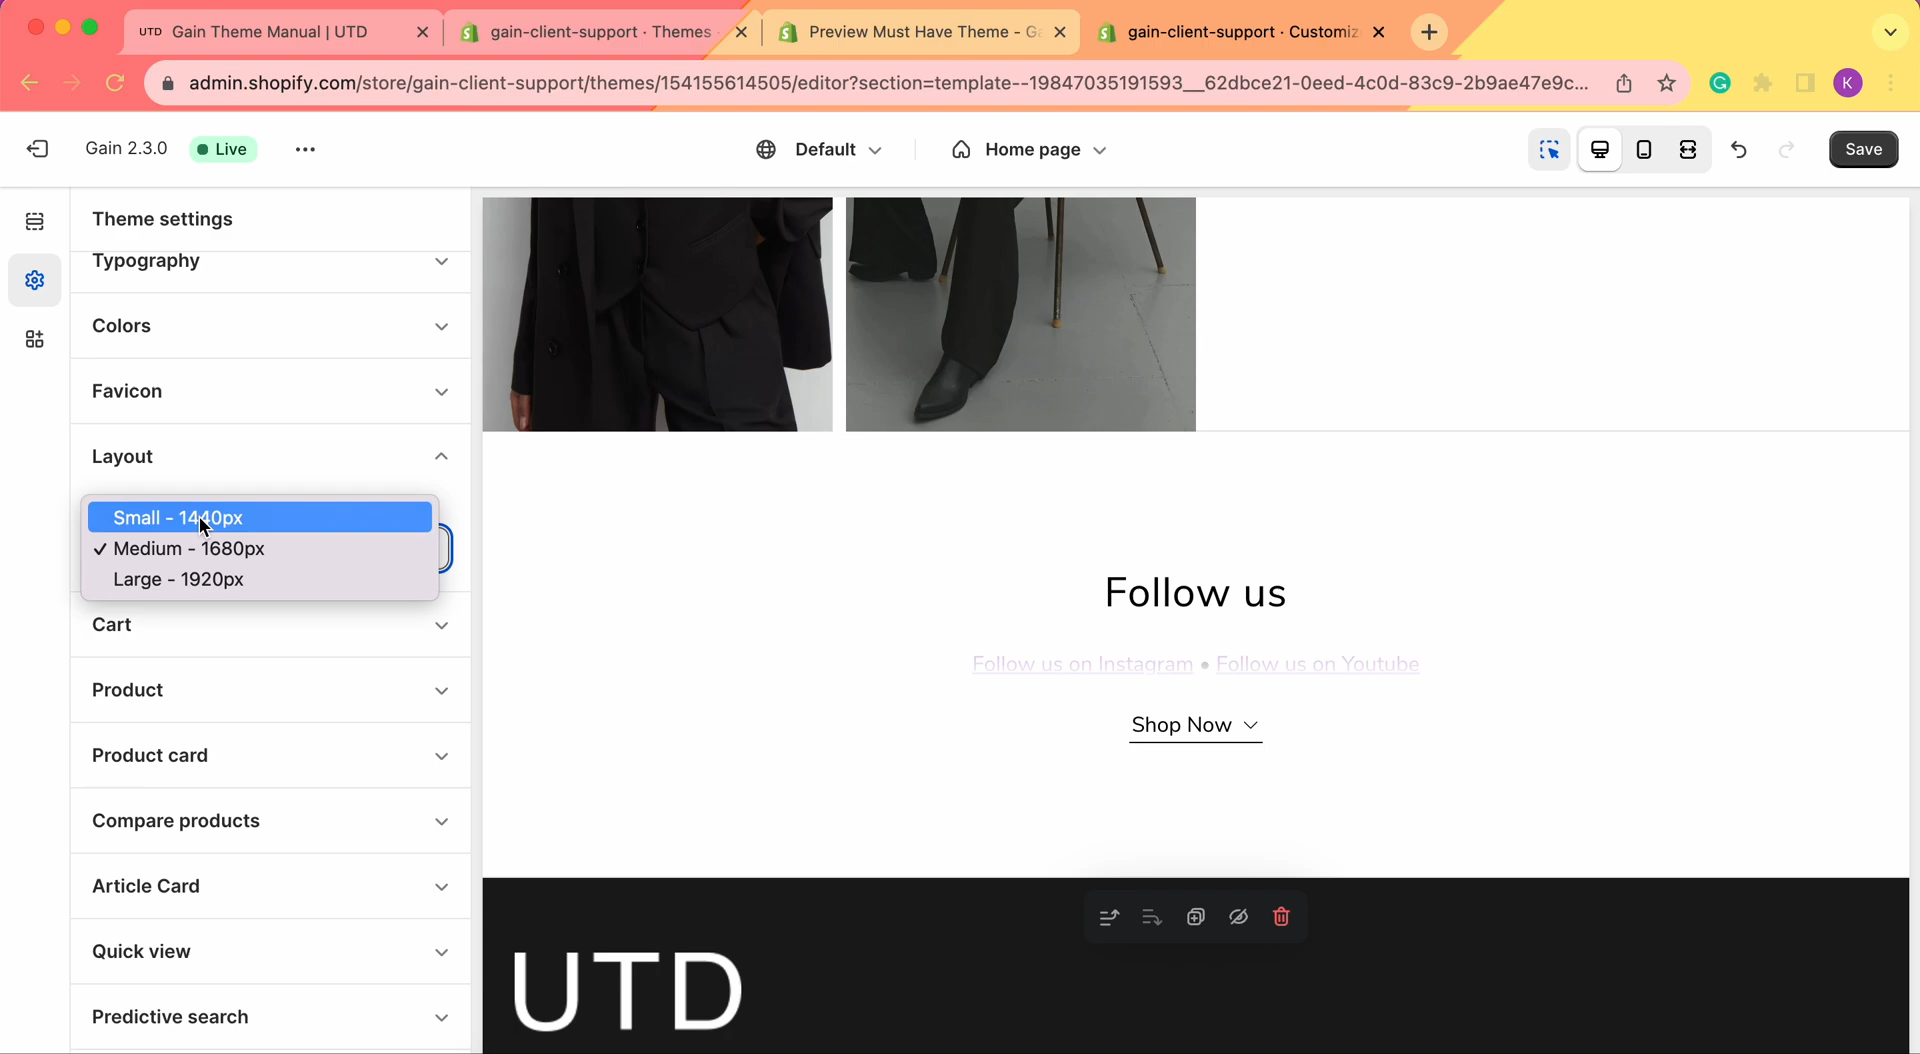 UTD Gain Theme Manual | UTD
gain-client-support · Themes ·
Preview Must Have Theme - Ga
gain-client-support · Customiz
admin.shopify.com/store/gain-client-support/themes/154155614505/editor?section=template--19847035191593__62dbce21-0eed-4c0d-83c9-2b9ae47e9c...
K
Gain 2.3.0
Live
Default
Home page
Save
Theme settings
Typography
Colors
Favicon
Layout
Small - 1440px
✓ Medium - 1680px
Large - 1920px
Cart
Product
Product card
Compare products
Article Card
Quick view
Predictive search
Follow us
Follow us on Instagram • Follow us on Youtube
Shop Now
UTD